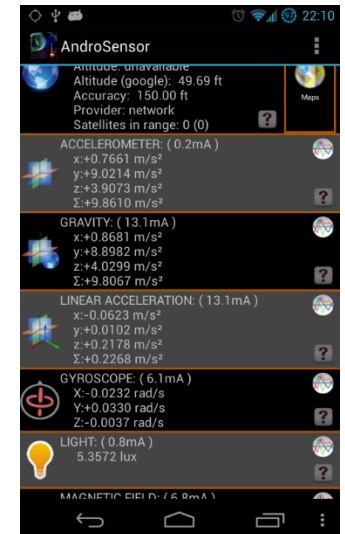 97 22:10
AndroSensor
Altitude: unavailable
Altitude (google): 49.69 ft
Accuracy: 150.00 ft
Provider: network
Satellites in range: 0 (0)
?
Maps
ACCELEROMETER: ( 0.2mA )
x:+0.7661 m/s²
y:+9.0214 m/s²
z:+3.9073 m/s²
Σ:+9.8610 m/s²
?
GRAVITY: ( 13.1mA )
x:+0.8681 m/s²
y:+8.8982 m/s²
z:+4.0299 m/s²
Σ:+9.8067 m/s²
?
LINEAR ACCELERATION: ( 13.1mA )
x:-0.0623 m/s²
y:+0.0102 m/s²
z:+0.2178 m/s²
Σ:+0.2268 m/s²
?
GYROSCOPE: ( 6.1mA )
X:-0.0232 rad/s
Y:+0.0330 rad/s
Z:-0.0037 rad/s
?
LIGHT: ( 0.8mA )
5.3572 lux
?
MAGNETIC FIELD: ( 6.8mA )